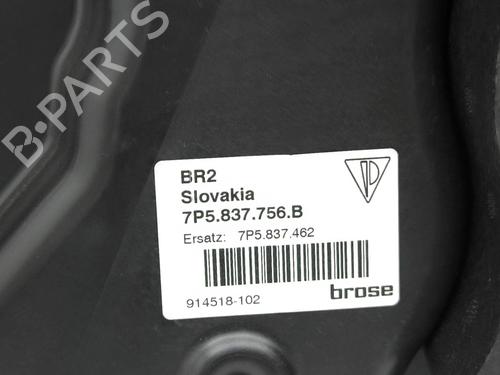 B-PARTS
BR2
Slovakia
7P5.837.756.B
Ersatz: 7P5.837.462
914518-102
brose